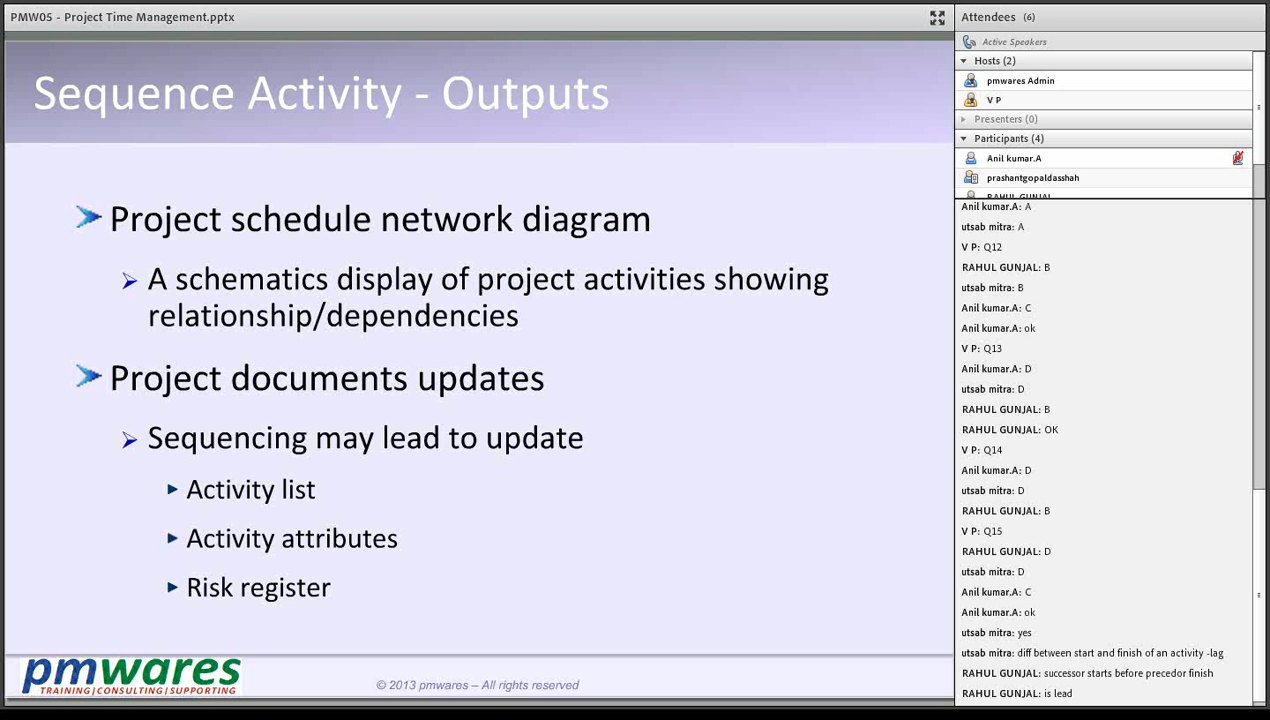 PMW05 - Project Time Management.pptx
Sequence Activity - Outputs
Project schedule network diagram
A schematics display of project activities showing
relationship/dependencies
Project documents updates
Sequencing may lead to update
Activity list
Activity attributes
Risk register
pmwares
TRAINING|CONSULTING|SUPPORTING
© 2013 pmwares – All rights reserved
Attendees (6)
Active Speakers
Hosts (2)
pmwares Admin
V P
Presenters (0)
Participants (4)
Anil kumar.A
prashantgopaldasshah
RAHUL GUNJAL
Anil kumar.A: A
utsab mitra: A
V P: Q12
RAHUL GUNJAL: B
utsab mitra: B
Anil kumar.A: C
Anil kumar.A: ok
V P: Q13
Anil kumar.A: D
utsab mitra: D
RAHUL GUNJAL: B
RAHUL GUNJAL: OK
V P: Q14
Anil kumar.A: D
utsab mitra: D
RAHUL GUNJAL: B
V P: Q15
RAHUL GUNJAL: D
utsab mitra: D
Anil kumar.A: C
Anil kumar.A: ok
utsab mitra: yes
utsab mitra: diff between start and finish of an activity -lag
RAHUL GUNJAL: successor starts before precedor finish
RAHUL GUNJAL: is lead